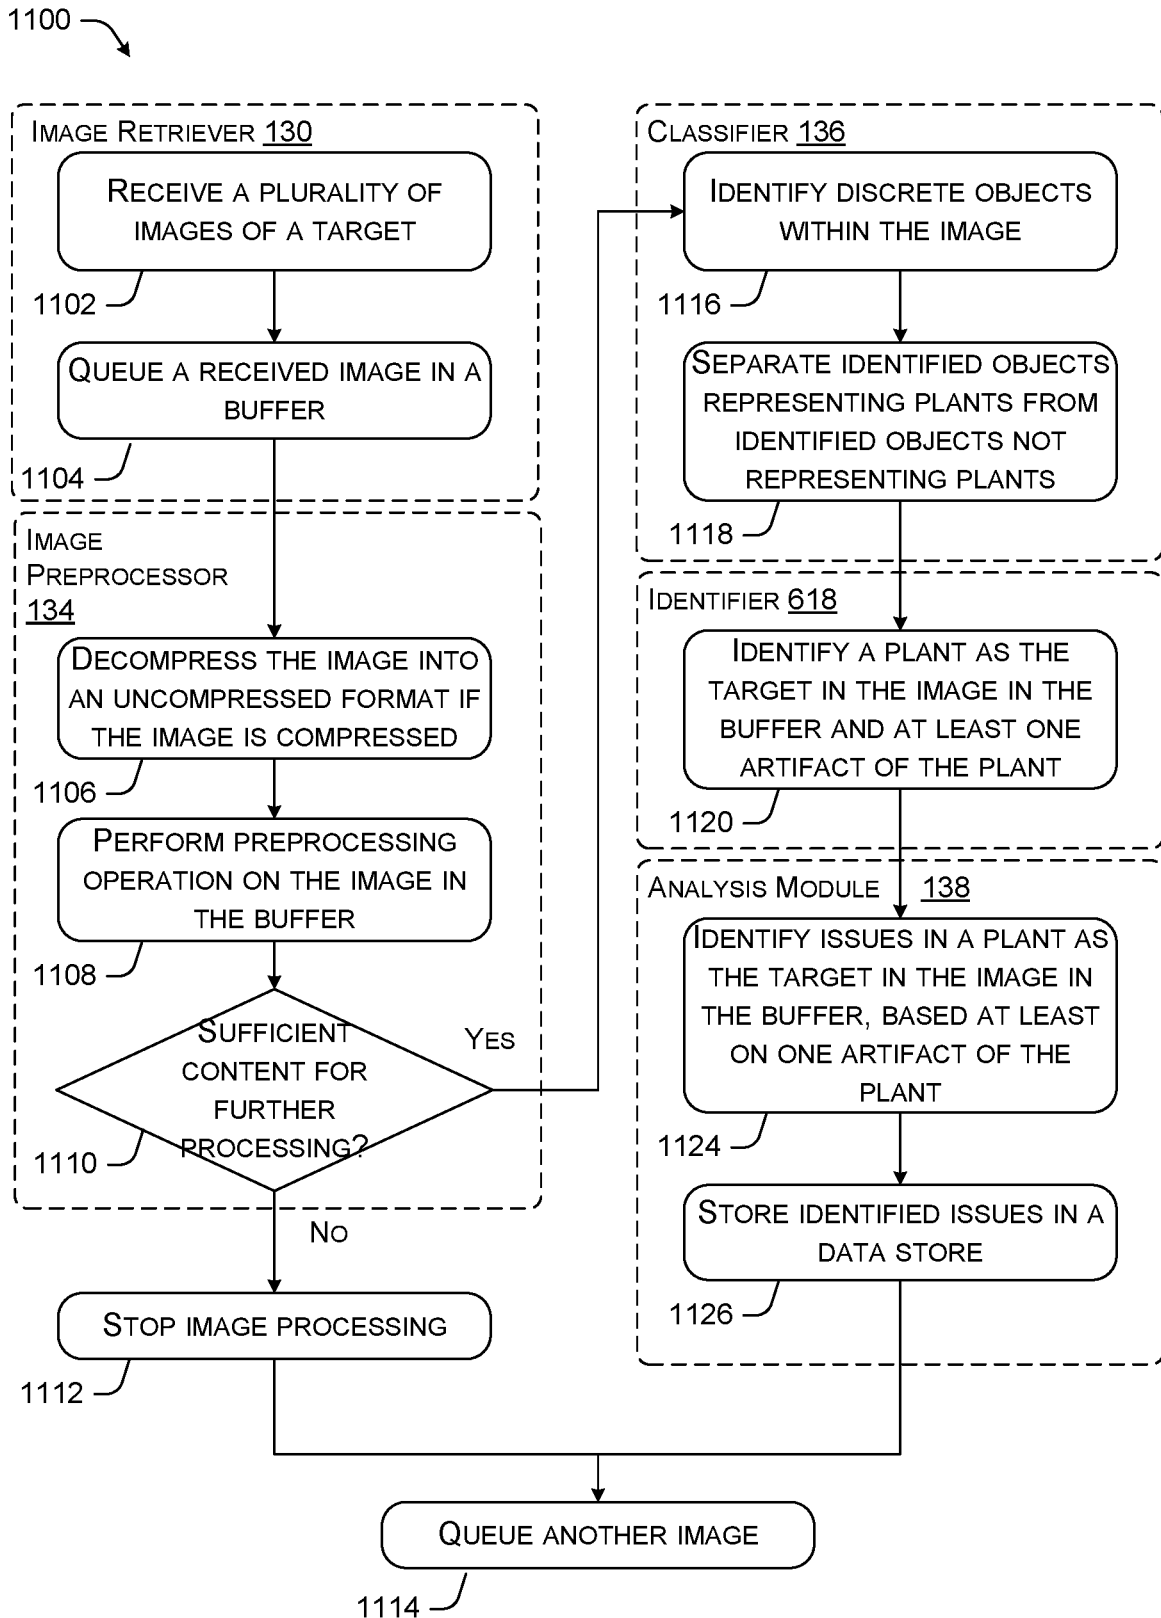 1100
IMAGE RETRIEVER 130
RECEIVE A PLURALITY OF
IMAGES OF A TARGET
1102
QUEUE A RECEIVED IMAGE IN A
BUFFER
1104
IMAGE
PREPROCESSOR
134
DECOMPRESS THE IMAGE INTO
AN UNCOMPRESSED FORMAT IF
THE IMAGE IS COMPRESSED
1106
PERFORM PREPROCESSING
OPERATION ON THE IMAGE IN
THE BUFFER
1108
SUFFICIENT
CONTENT FOR
FURTHER
PROCESSING?
1110
YES
NO
STOP IMAGE PROCESSING
1112
CLASSIFIER 136
IDENTIFY DISCRETE OBJECTS
WITHIN THE IMAGE
1116
SEPARATE IDENTIFIED OBJECTS
REPRESENTING PLANTS FROM
IDENTIFIED OBJECTS NOT
REPRESENTING PLANTS
1118
IDENTIFIER 618
IDENTIFY A PLANT AS THE
TARGET IN THE IMAGE IN THE
BUFFER AND AT LEAST ONE
ARTIFACT OF THE PLANT
1120
ANALYSIS MODULE 138
IDENTIFY ISSUES IN A PLANT AS
THE TARGET IN THE IMAGE IN
THE BUFFER, BASED AT LEAST
ON ONE ARTIFACT OF THE
PLANT
1124
STORE IDENTIFIED ISSUES IN A
DATA STORE
1126
QUEUE ANOTHER IMAGE
1114